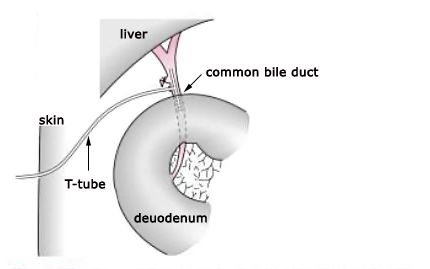 liver
common bile duct
skin
T-tube
deuodenum